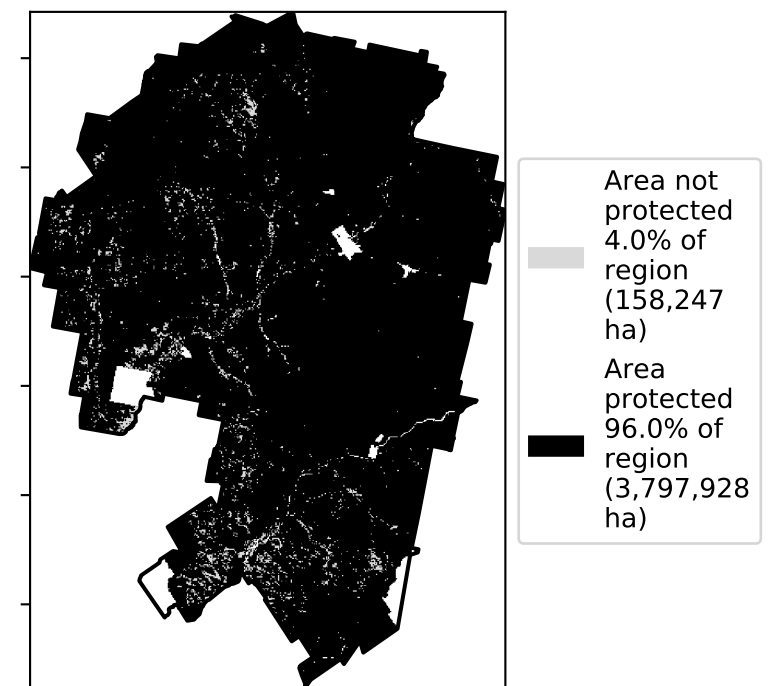 Area not
protected
4.0% of
region
(158,247
ha)
Area
protected
96.0% of
region
(3,797,928
ha)